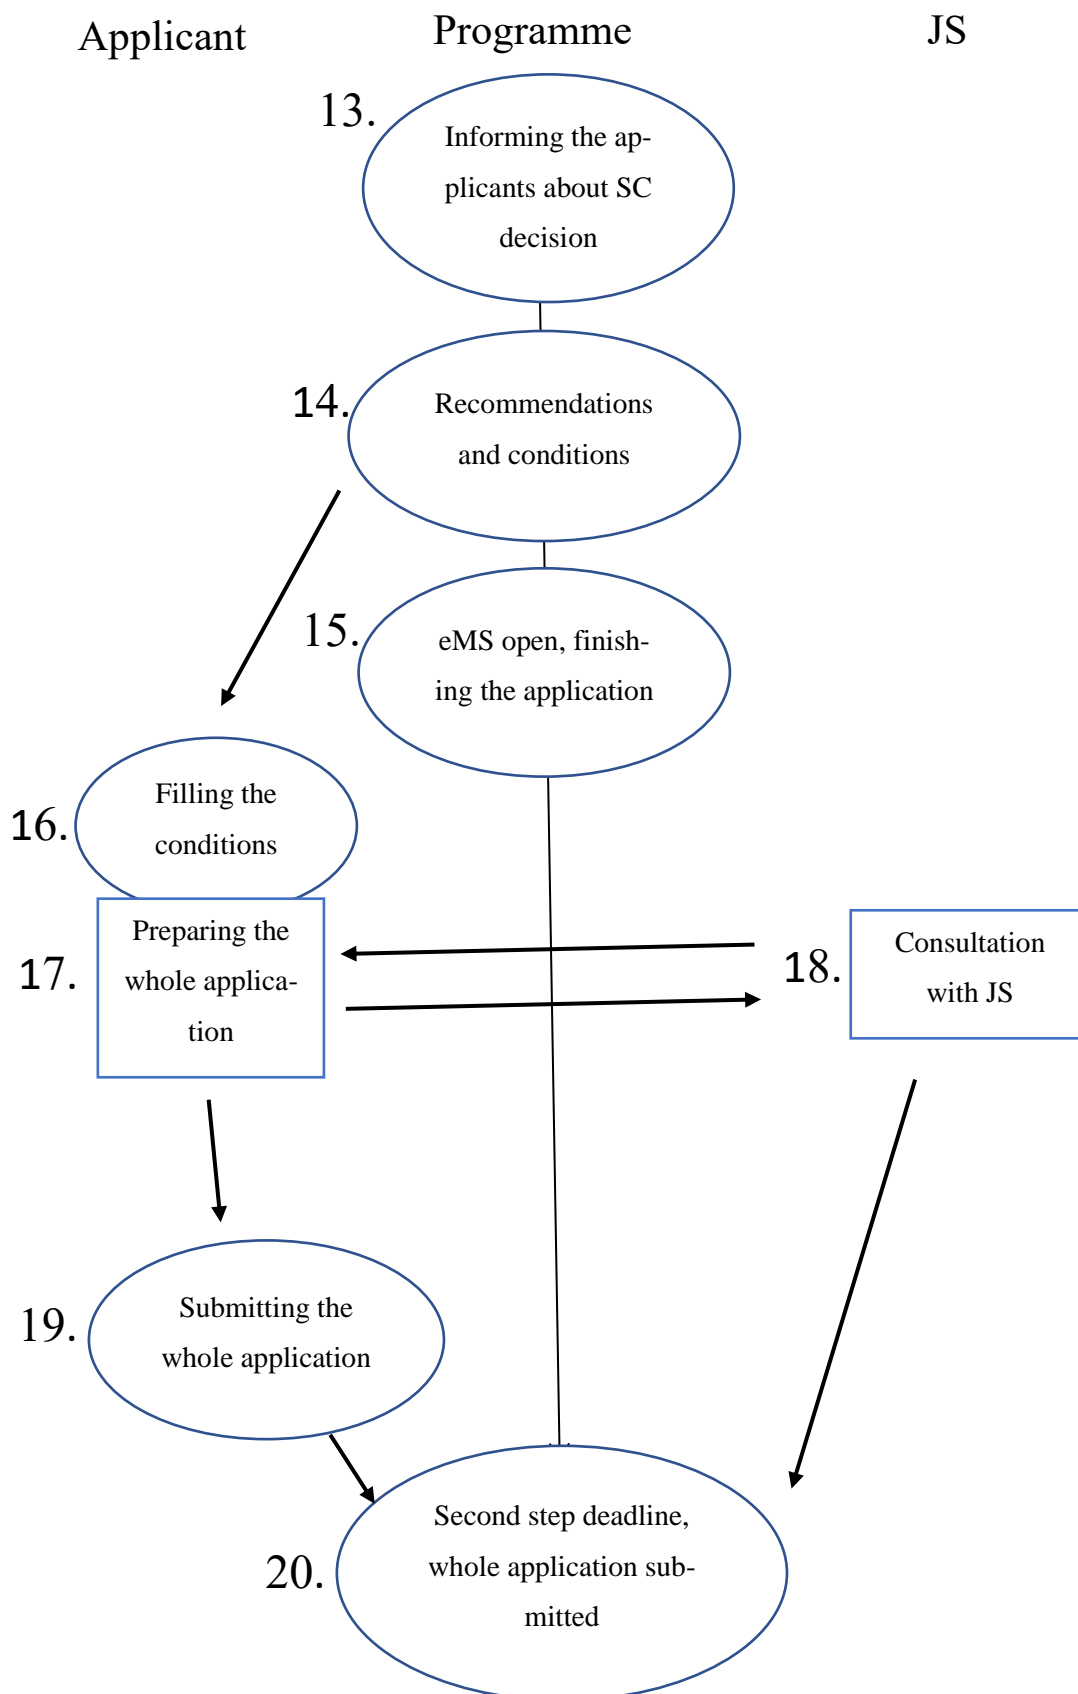 Applicant
Programme
JS
13.
Informing the ap-
plicants about SC
decision
14.
Recommendations
and conditions
15.
eMS open, finish-
ing the application
16.
Filling the
conditions
17.
Preparing the
whole applica-
tion
18.
Consultation
with JS
19.
Submitting the
whole application
20.
Second step deadline,
whole application sub-
mitted